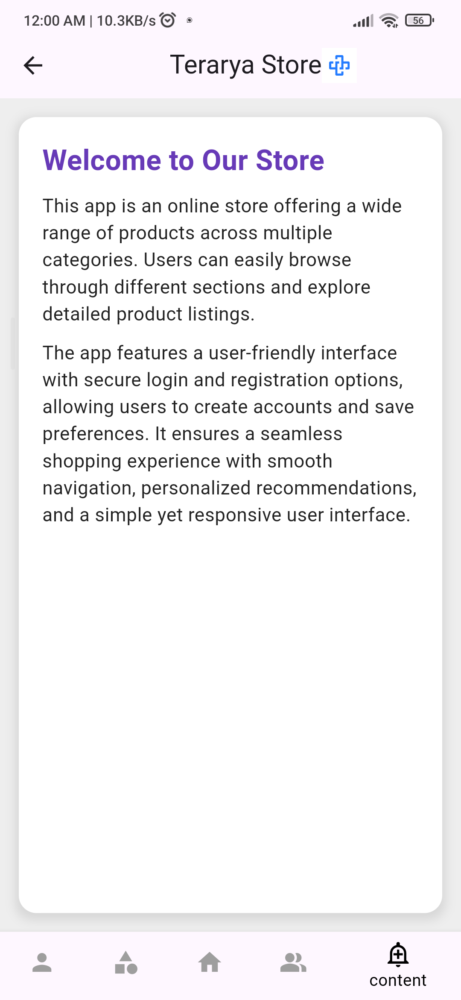 12:00 AM | 10.3KB/s
56
Terarya Store
Welcome to Our Store
This app is an online store offering a wide
range of products across multiple
categories. Users can easily browse
through different sections and explore
detailed product listings.
The app features a user-friendly interface
with secure login and registration options,
allowing users to create accounts and save
preferences. It ensures a seamless
shopping experience with smooth
navigation, personalized recommendations,
and a simple yet responsive user interface.
content